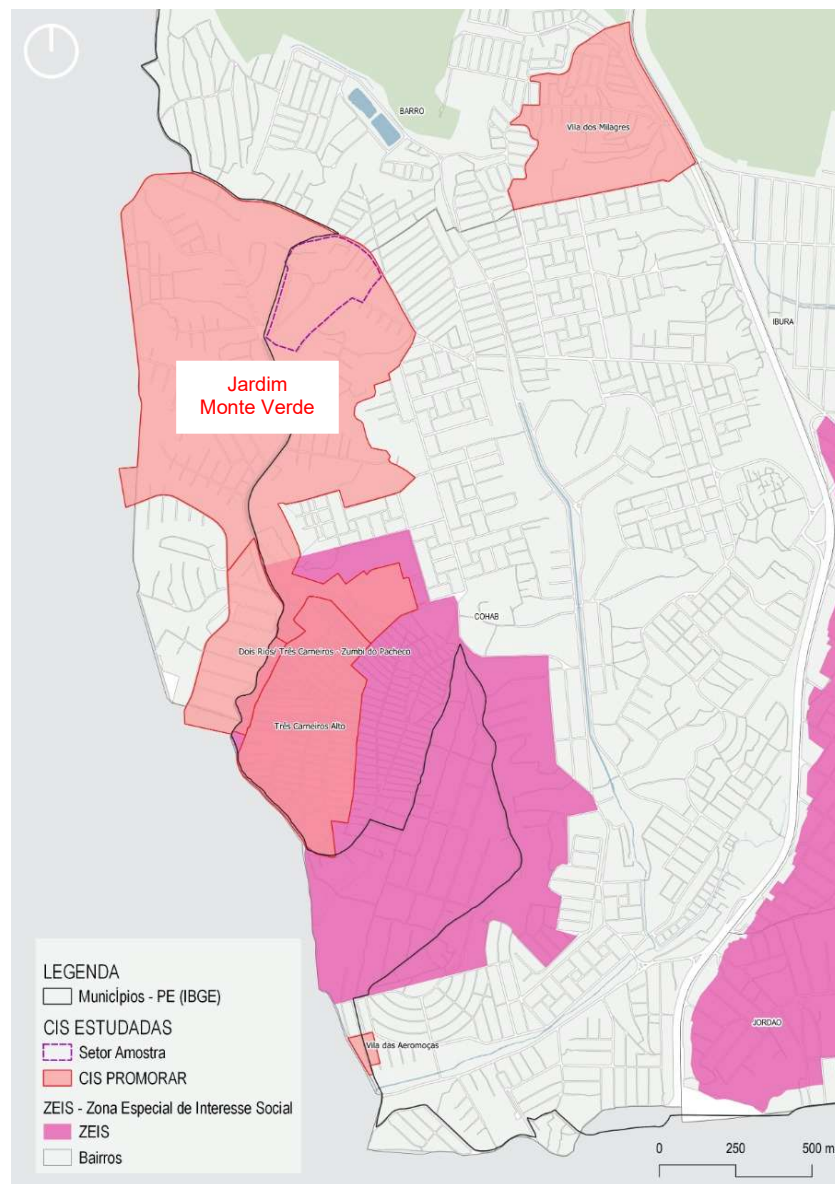 BARRO
Vila dos Milagres
IBURA
Jardim
Monte Verde
COHAB
Dois Rios/ Três Carneiros - Zumbi do Pacheco
Três Carneiros Alto
Vila das Aeromoças
JORDAO
LEGENDA
Municípios - PE (IBGE)
CIS ESTUDADAS
Setor Amostra
CIS PROMORAR
ZEIS - Zona Especial de Interesse Social
ZEIS
Bairros
0 250 500 m